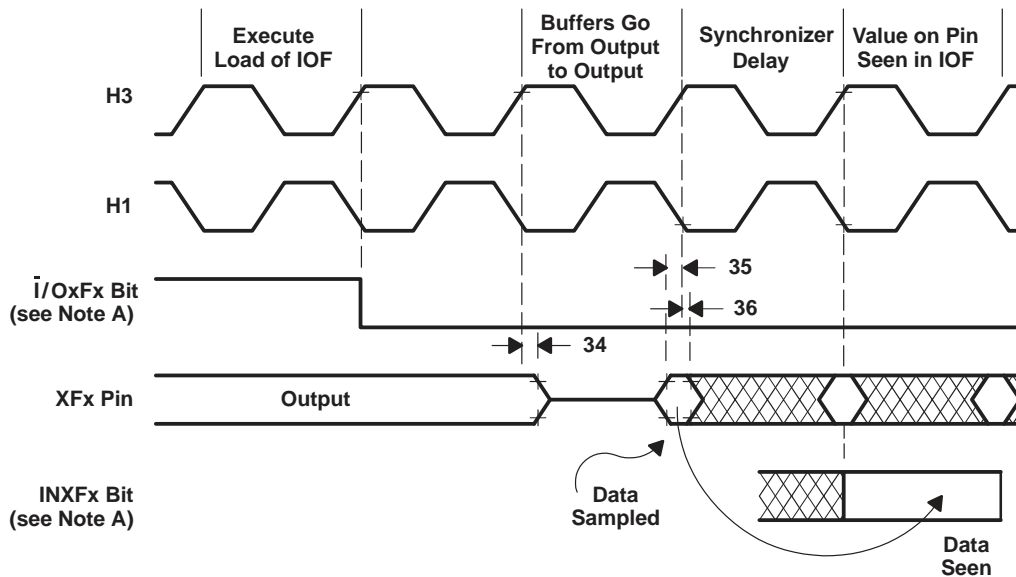 Execute
Load of IOF
Buffers Go
From Output
to Output
Synchronizer
Delay
Value on Pin
Seen in IOF
H3
H1
35
Ī/OxFx Bit
(see Note A)
36
34
XFx Pin
Output
INXFx Bit
(see Note A)
Data
Sampled
Data
Seen